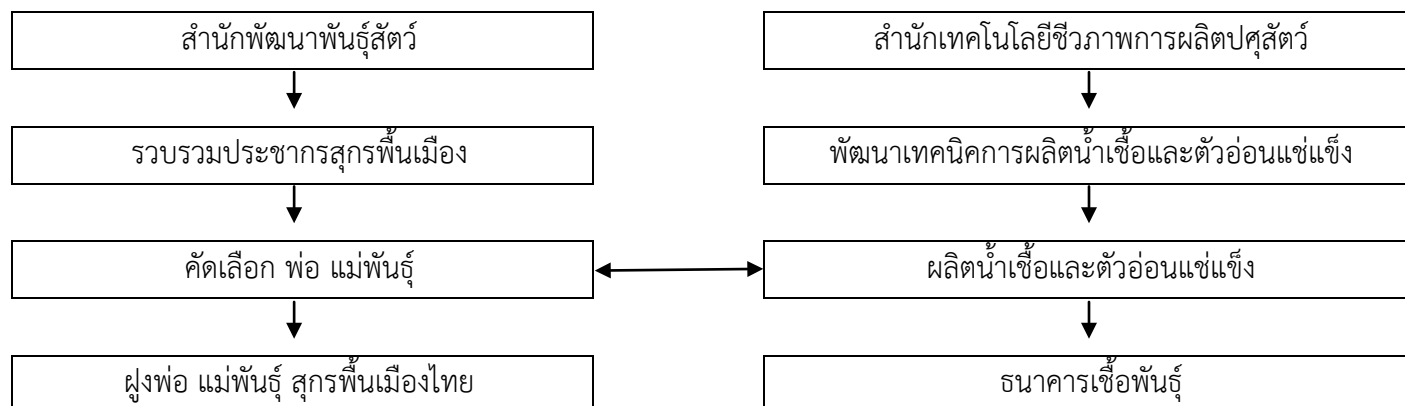 สำนักพัฒนาพันธุ์สัตว์
สำนักเทคโนโลยีชีวภาพการผลิตปศุสัตว์
รวบรวมประชากรสุกรพื้นเมือง
พัฒนาเทคนิคการผลิตน้ำเชื้อและตัวอ่อนแช่แข็ง
คัดเลือก พ่อ แม่พันธุ์
ผลิตน้ำเชื้อและตัวอ่อนแช่แข็ง
ฝูงพ่อ แม่พันธุ์ สุกรพื้นเมืองไทย
ธนาคารเชื้อพันธุ์